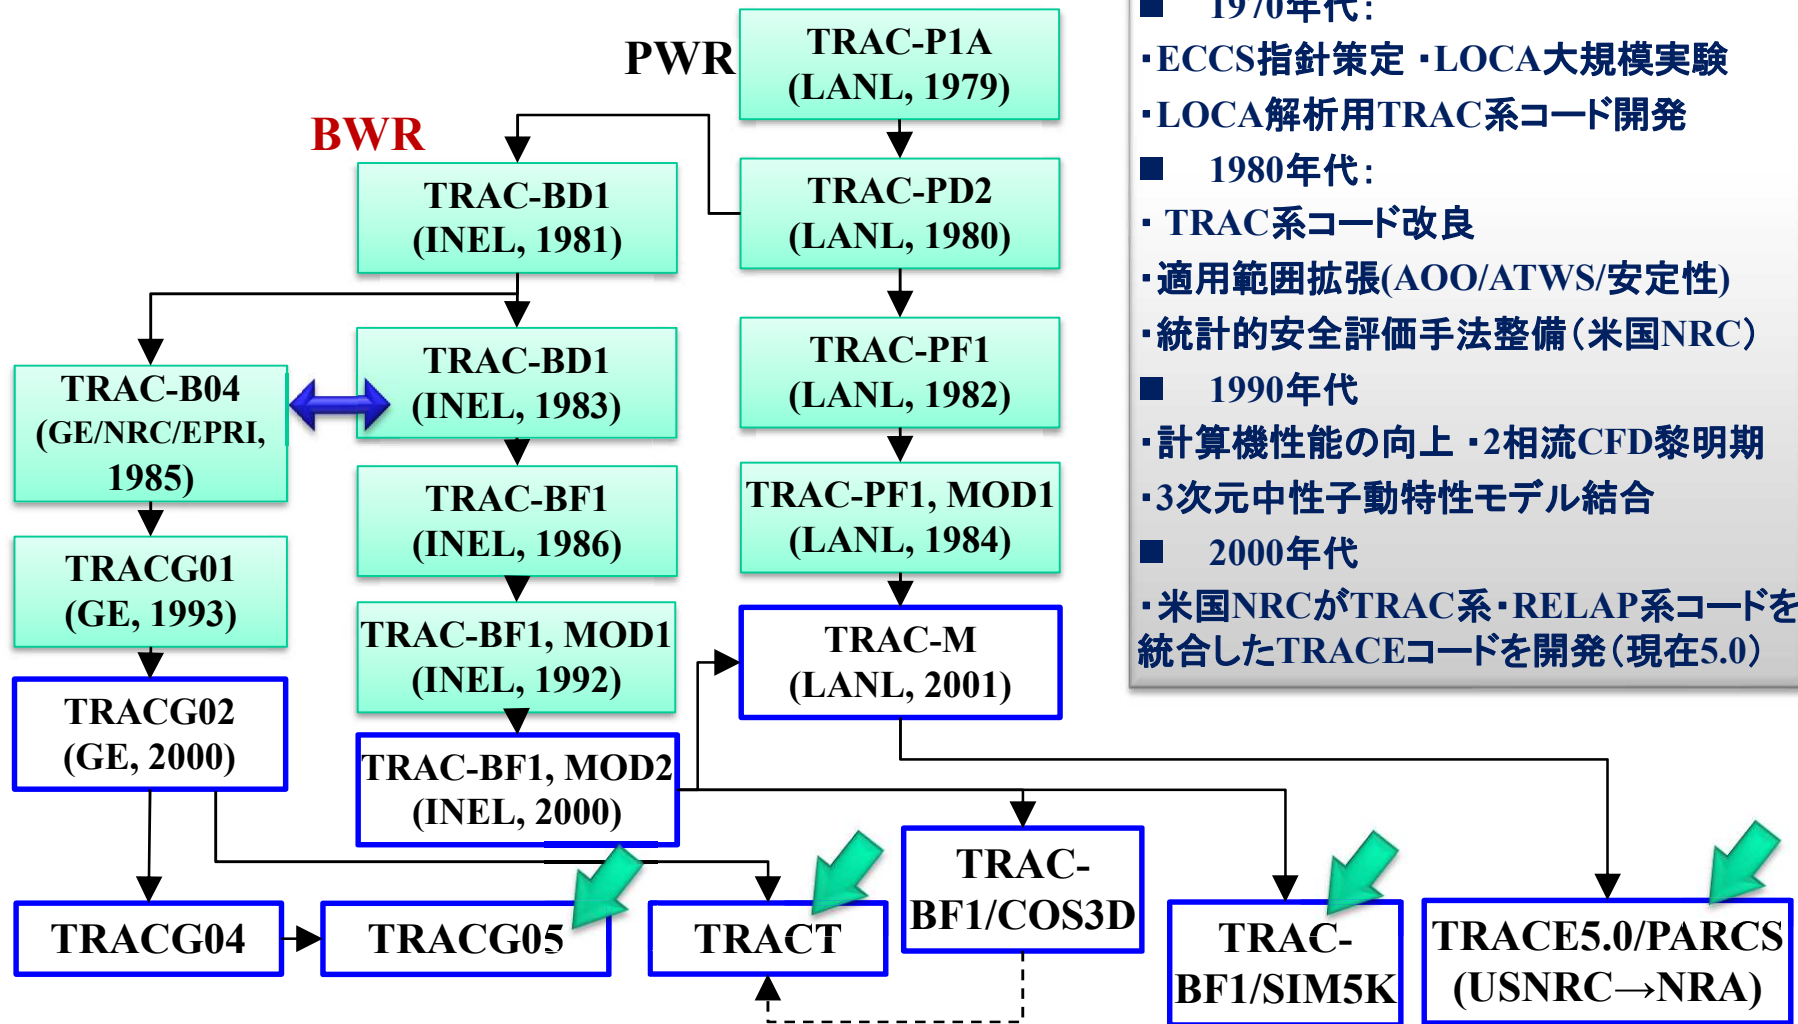 PWR
TRAC-P1A
(LANL, 1979)
BWR
TRAC-BD1
(INEL, 1981)
TRAC-PD2
(LANL, 1980)
TRAC-B04
(GE/NRC/EPRI,
1985)
TRAC-BD1
(INEL, 1983)
TRAC-PF1
(LANL, 1982)
TRACG01
(GE, 1993)
TRAC-BF1
(INEL, 1986)
TRAC-PF1, MOD1
(LANL, 1984)
TRACG02
(GE, 2000)
TRAC-BF1, MOD1
(INEL, 1992)
TRAC-M
(LANL, 2001)
TRAC-BF1, MOD2
(INEL, 2000)
TRACG04
TRACG05
TRACT
TRAC-
BF1/COS3D
TRAC-
BF1/SIM5K
TRACE5.0/PARCS
(USNRC→NRA)
■ 1970年代：
・ECCS指針策定 ・LOCA大規模実験
・LOCA解析用TRAC系コード開発
■ 1980年代：
・ TRAC系コード改良
・適用範囲拡張(AOO/ATWS/安定性)
・統計的安全評価手法整備（米国NRC）
■ 1990年代
・計算機性能の向上 ・2相流CFD黎明期
・3次元中性子動特性モデル結合
■ 2000年代
・米国NRCがTRAC系・RELAP系コードを
統合したTRACEコードを開発（現在5.0）